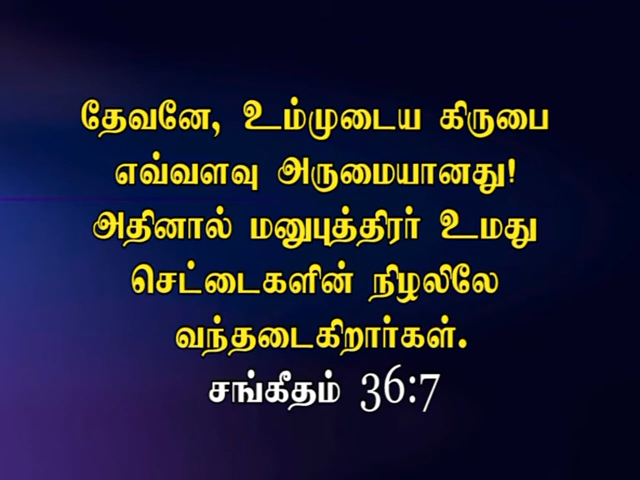 தேவனே, உம்முடைய கிருபை
எவ்வளவு அருமையானது!
அதினால் மனுபுத்திரர் உமது
செட்டைகளின் நிழலிலே
வந்தடைகிறார்கள்.
சங்கீதம் 36:7